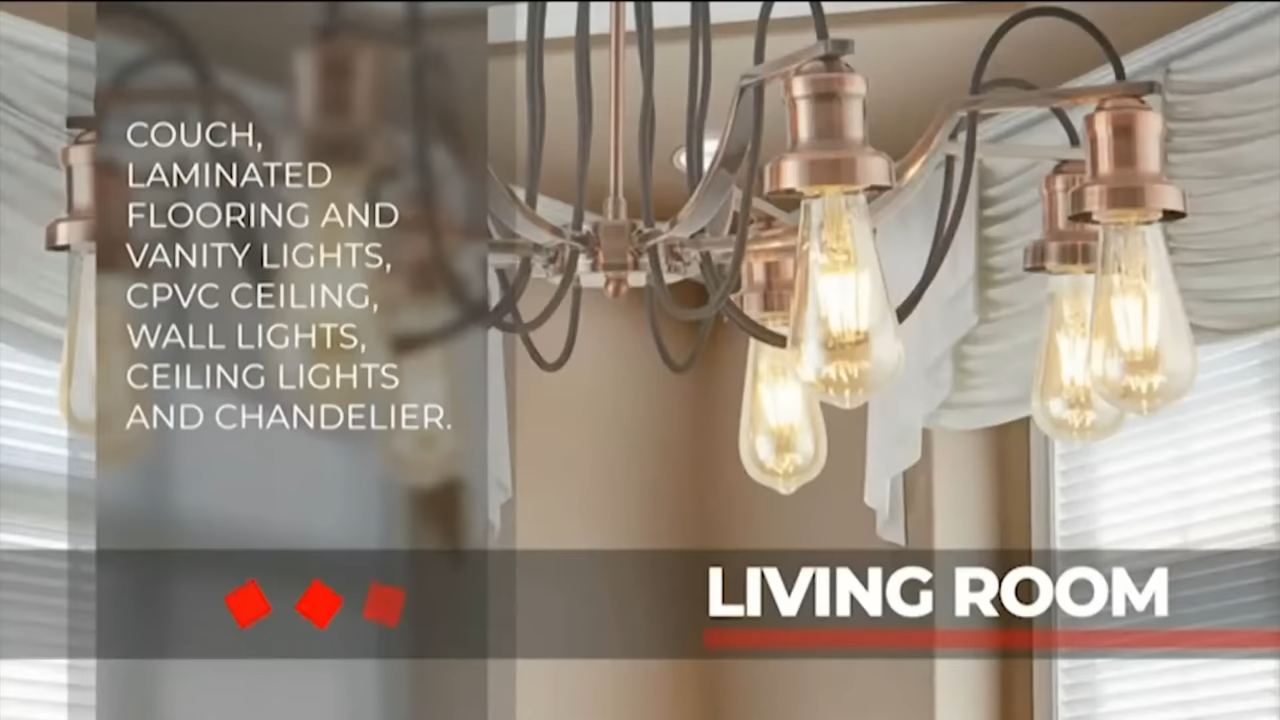 COUCH,
LAMINATED
FLOORING AND
VANITY LIGHTS,
CPVC CEILING,
WALL LIGHTS,
CEILING LIGHTS
AND CHANDELIER.
LIVING ROOM